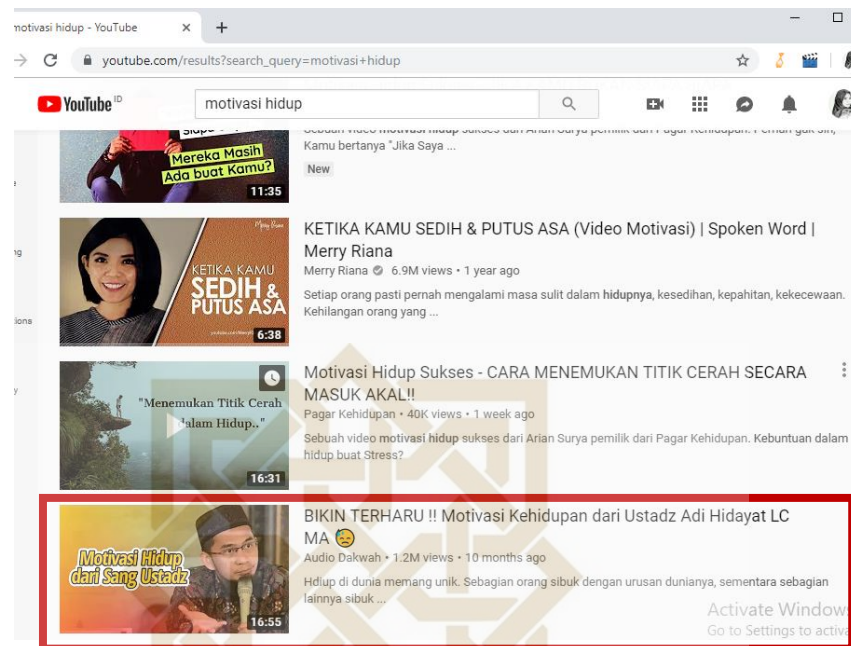 motivasi hidup - YouTube
youtube.com/results?search_query=motivasi+hidup
YouTube ID
motivasi hidup
Mereka Masih
Ada buat Kamu?
11:35
Sebuah video motivasi hidup sukses dari Arian Surya pemilik dari Pagar Kehidupan. Pernah gak sih,
Kamu bertanya "Jika Saya ...
New
Merry Riana
KETIKA KAMU
SEDIH &
PUTUS ASA
6:38
KETIKA KAMU SEDIH & PUTUS ASA (Video Motivasi) | Spoken Word |
Merry Riana
Merry Riana 6.9M views • 1 year ago
Setiap orang pasti pernah mengalami masa sulit dalam hidupnya, kesedihan, kepahitan, kekecewaan.
Kehilangan orang yang ...
ng
ions
y
"Menemukan Titik Cerah
dalam Hidup.."
16:31
Motivasi Hidup Sukses - CARA MENEMUKAN TITIK CERAH SECARA
MASUK AKAL!!
Pagar Kehidupan • 40K views • 1 week ago
Sebuah video motivasi hidup sukses dari Arian Surya pemilik dari Pagar Kehidupan. Kebuntuan dalam
hidup buat Stress?
Motivasi Hidup
dari Sang Ustadz
16:55
BIKIN TERHARU !! Motivasi Kehidupan dari Ustadz Adi Hidayat LC
MA 😓
Audio Dakwah • 1.2M views • 10 months ago
Hdiup di dunia memang unik. Sebagian orang sibuk dengan urusan dunianya, sementara sebagian
lainnya sibuk ...
Activate Window
Go to Settings to activa